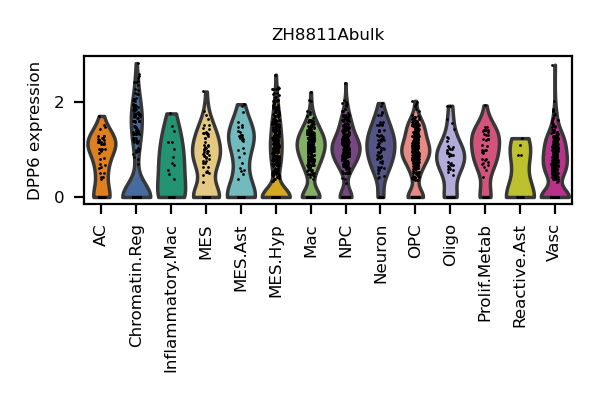 ZH8811Abulk
DPP6 expression
2
0
AC
Chromatin.Reg
Inflammatory.Mac
MES
MES.Ast
MES.Hyp
Mac
NPC
Neuron
OPC
Oligo
Prolif.Metab
Reactive.Ast
Vasc